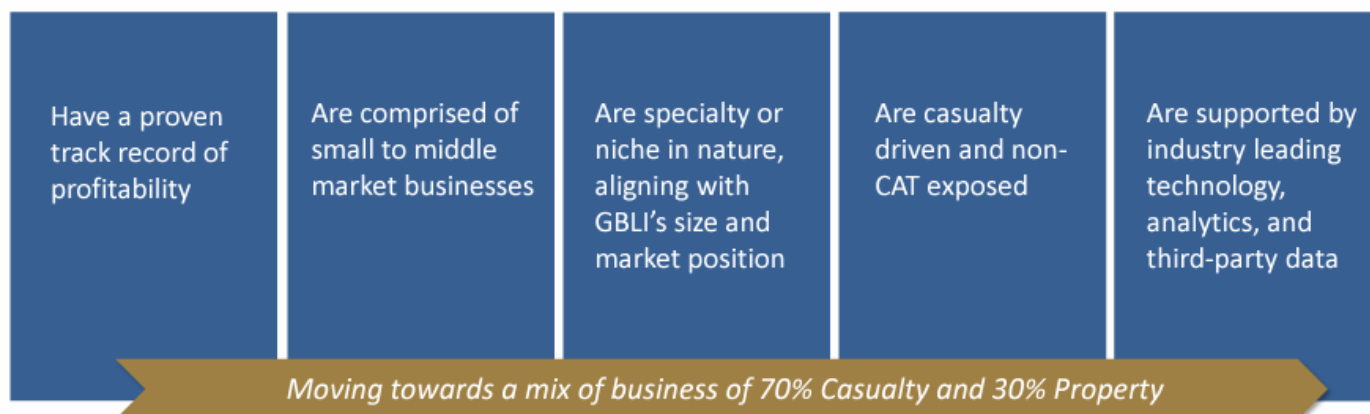 Have a proven
track record of
profitability
Are comprised of
small to middle
market businesses
Are specialty or
niche in nature,
aligning with
GBLI's size and
market position
Are casualty
driven and non-
CAT exposed
Are supported by
industry leading
technology,
analytics, and
third-party data
Moving towards a mix of business of 70% Casualty and 30% Property